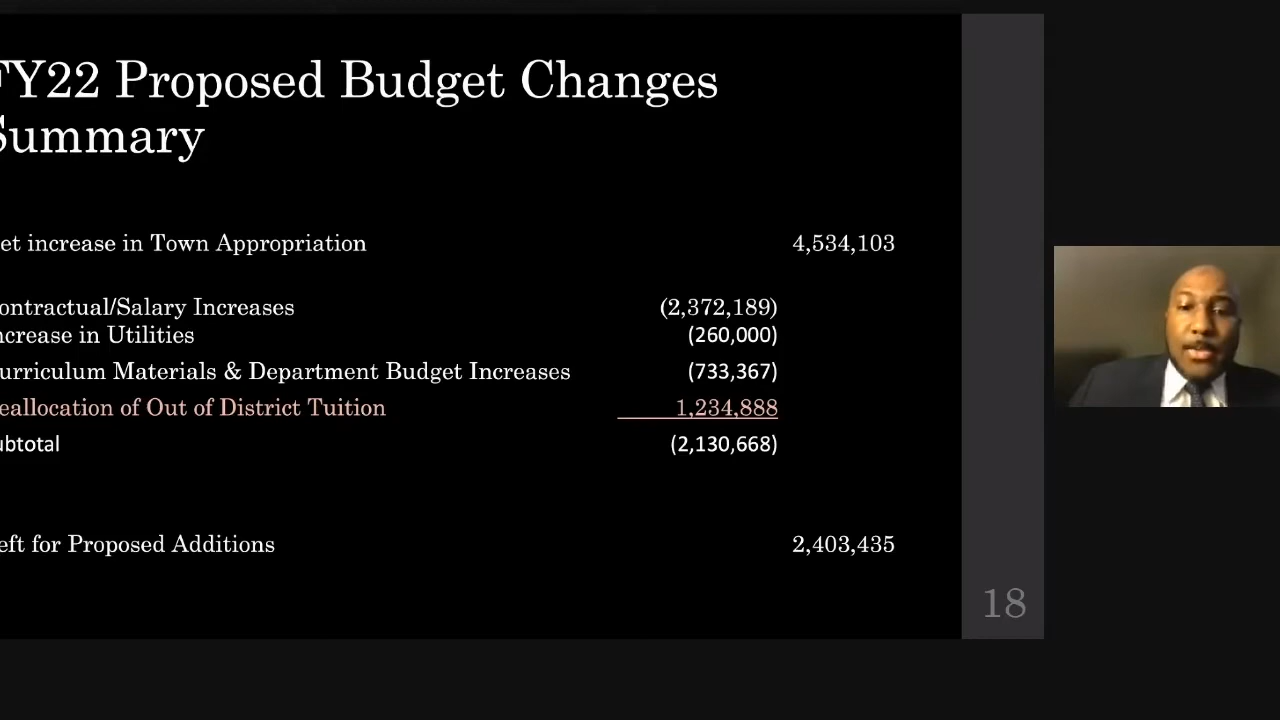 FY22 Proposed Budget Changes
Summary
et increase in Town Appropriation 4,534,103
ontractual/Salary Increases (2,372,189)
ncrease in Utilities (260,000)
urriculum Materials & Department Budget Increases (733,367)
eallocation of Out of District Tuition 1,234,888
ubtotal (2,130,668)
eft for Proposed Additions 2,403,435
18